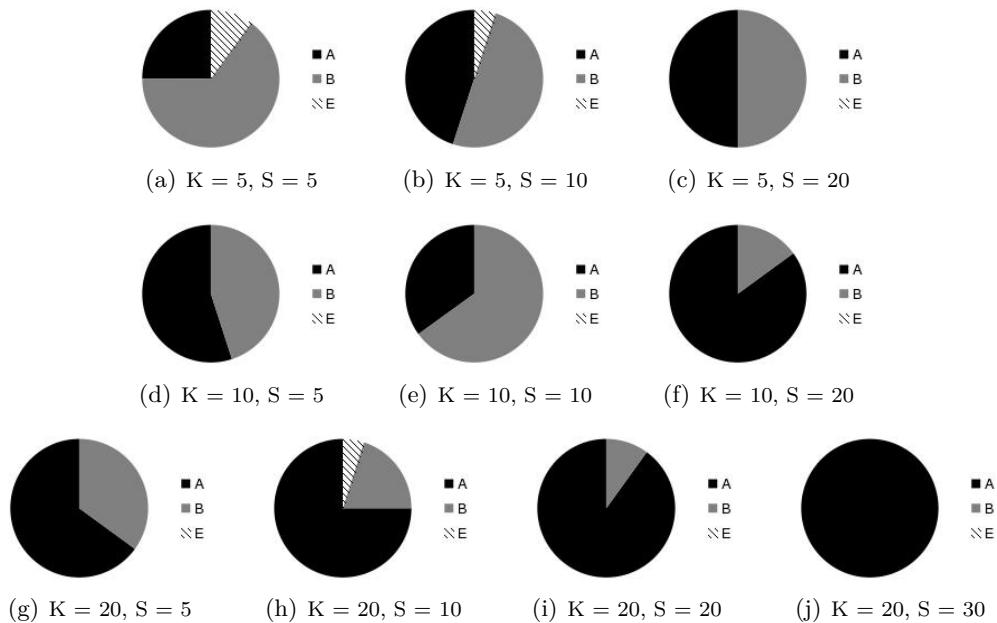 A
B
E
A
B
E
A
B
E
(a) K = 5, S = 5
(b) K = 5, S = 10
(c) K = 5, S = 20
A
B
E
A
B
E
A
B
E
(d) K = 10, S = 5
(e) K = 10, S = 10
(f) K = 10, S = 20
A
B
E
A
B
E
A
B
E
A
B
E
(g) K = 20, S = 5
(h) K = 20, S = 10
(i) K = 20, S = 20
(j) K = 20, S = 30